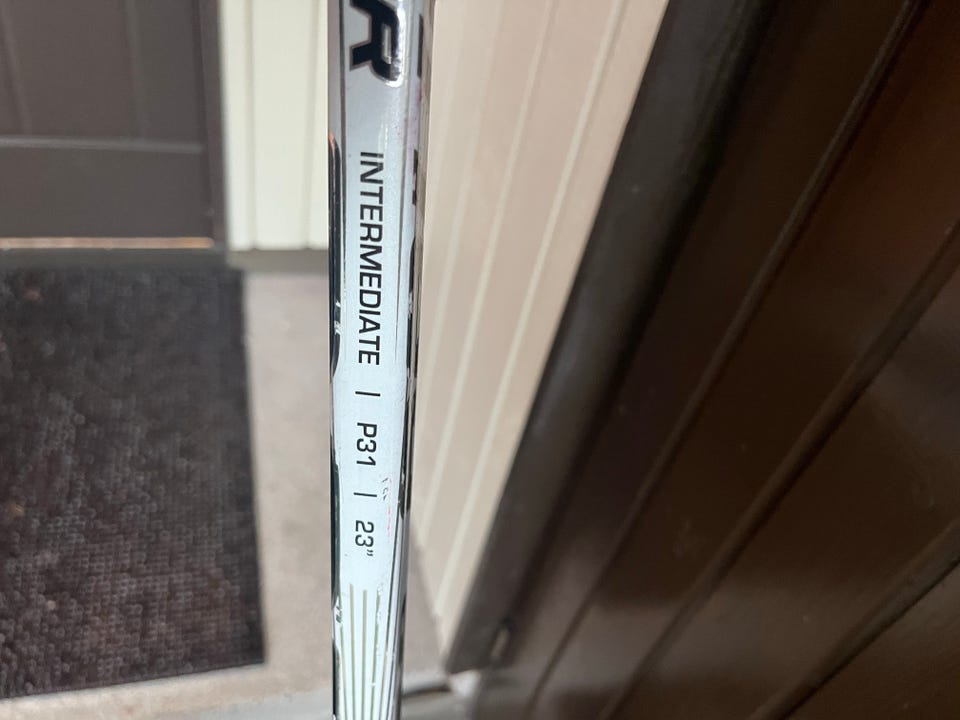 R
INTERMEDIATE | P31 | 23"